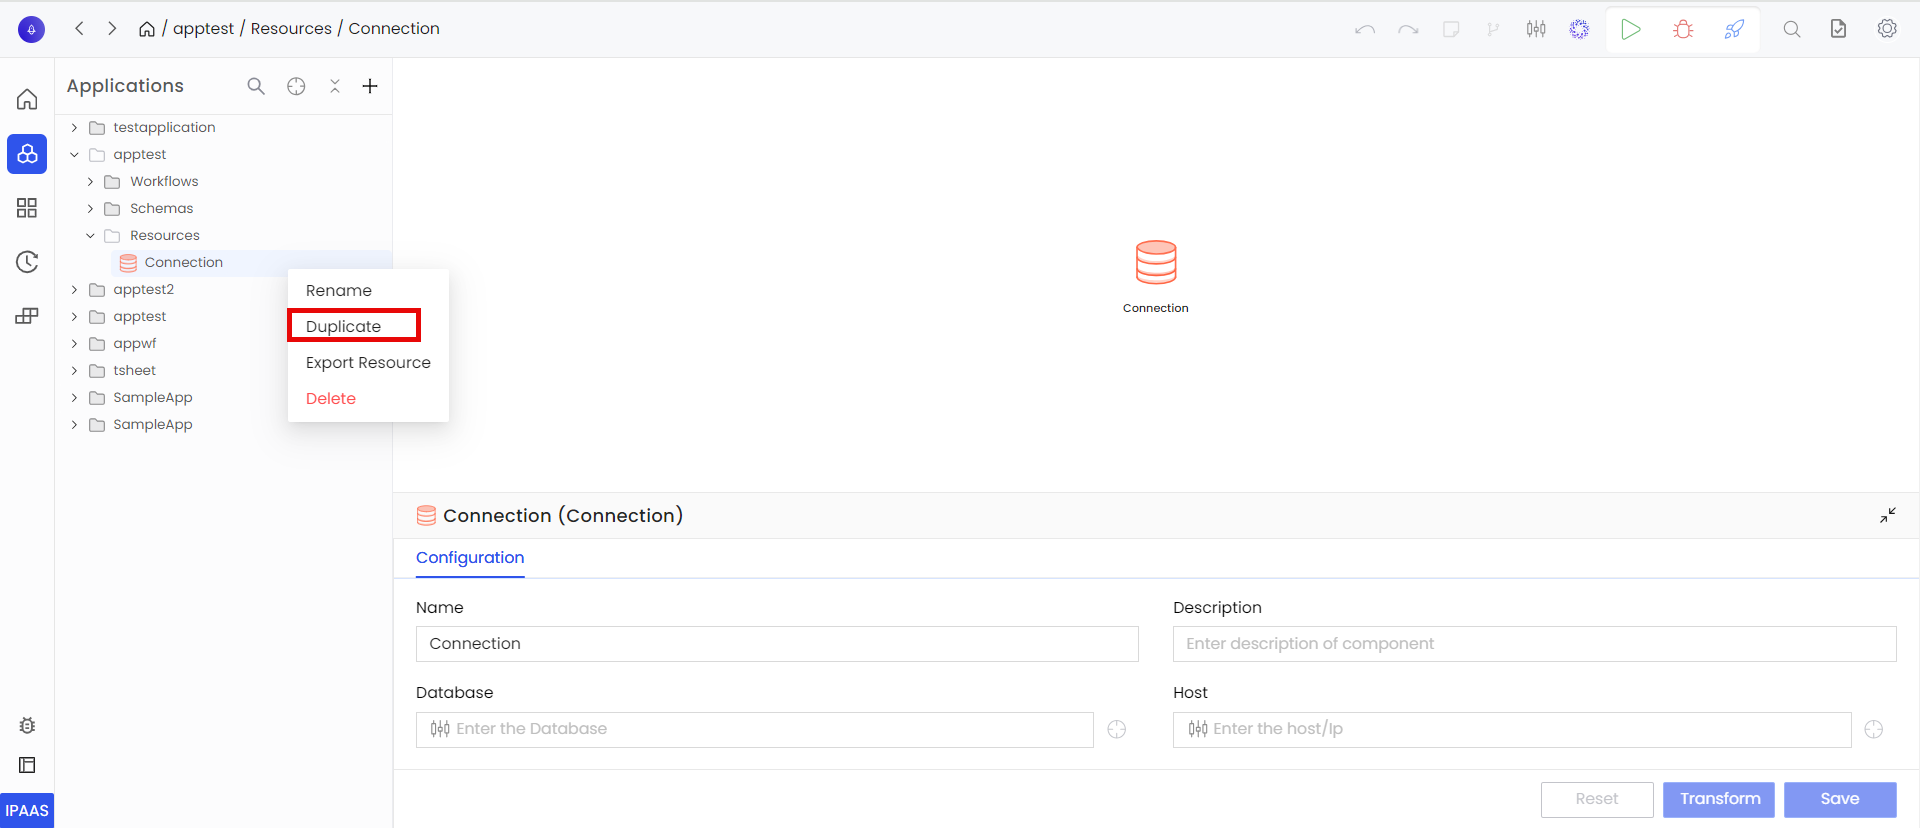 / apptest / Resources / Connection
Applications
testapplication
apptest
Workflows
Schemas
Resources
Connection
apptest2
apptest
appwf
tsheet
SampleApp
SampleApp
Rename
Duplicate
Export Resource
Delete
Connection
Connection (Connection)
Configuration
Name
Description
Connection
Enter description of component
Database
Host
Enter the Database
Enter the host/Ip
Reset
Transform
Save
IPAAS